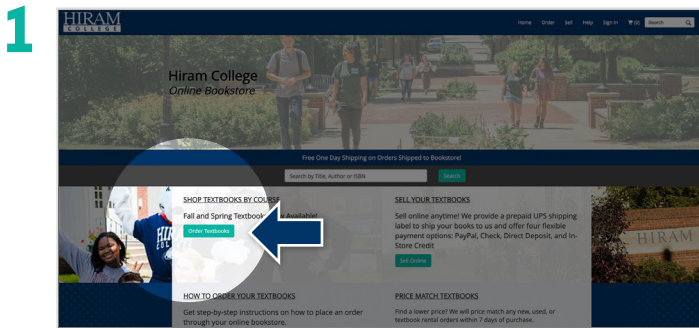 1
HIRAM
COLLEGE
Home Order Sell Help Sign In (0) Search
Hiram College
Online Bookstore
Free One Day Shipping on Orders Shipped to Bookstore!
Search by Title, Author or ISBN Search
SHOP TEXTBOOKS BY COURSE
Fall and Spring Textbooks Available!
Order Textbooks
SELL YOUR TEXTBOOKS
Sell online anytime! We provide a prepaid UPS shipping
label to ship your books to us and offer four flexible
payment options: PayPal, Check, Direct Deposit, and In-
Store Credit
Sell Online
HIRAM
HOW TO ORDER YOUR TEXTBOOKS
Get step-by-step instructions on how to place an order
through your online bookstore.
PRICE MATCH TEXTBOOKS
Find a lower price? We will price match any new, used, or
textbook rental orders within 7 days of purchase.